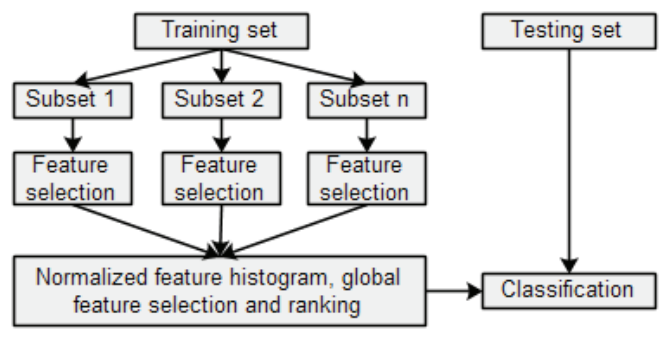 Training set
Testing set
Subset 1
Subset 2
Subset n
Feature
selection
Feature
selection
Feature
selection
Normalized feature histogram, global
feature selection and ranking
Classification